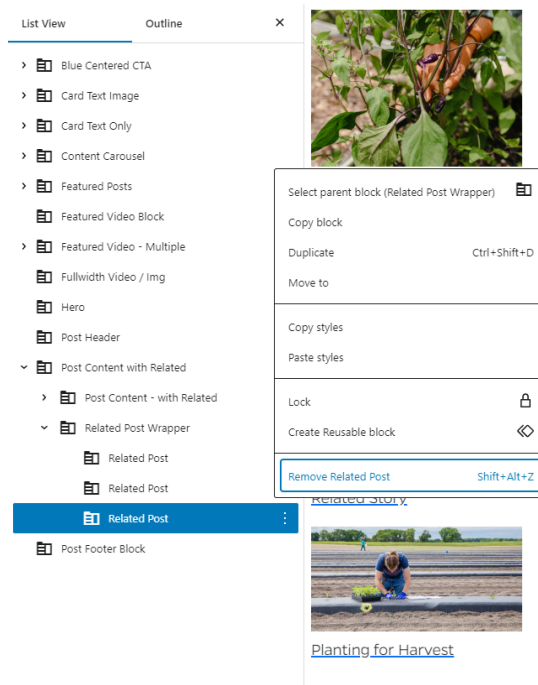 List View
Outline
Blue Centered CTA
Card Text Image
Card Text Only
Content Carousel
Featured Posts
Featured Video Block
Featured Video - Multiple
Fullwidth Video / Img
Hero
Post Header
Post Content with Related
Post Content - with Related
Related Post Wrapper
Related Post
Related Post
Related Post
Post Footer Block
Select parent block (Related Post Wrapper)
Copy block
Duplicate Ctrl+Shift+D
Move to
Copy styles
Paste styles
Lock
Create Reusable block
Remove Related Post Shift+Alt+Z
Related Story
Planting for Harvest